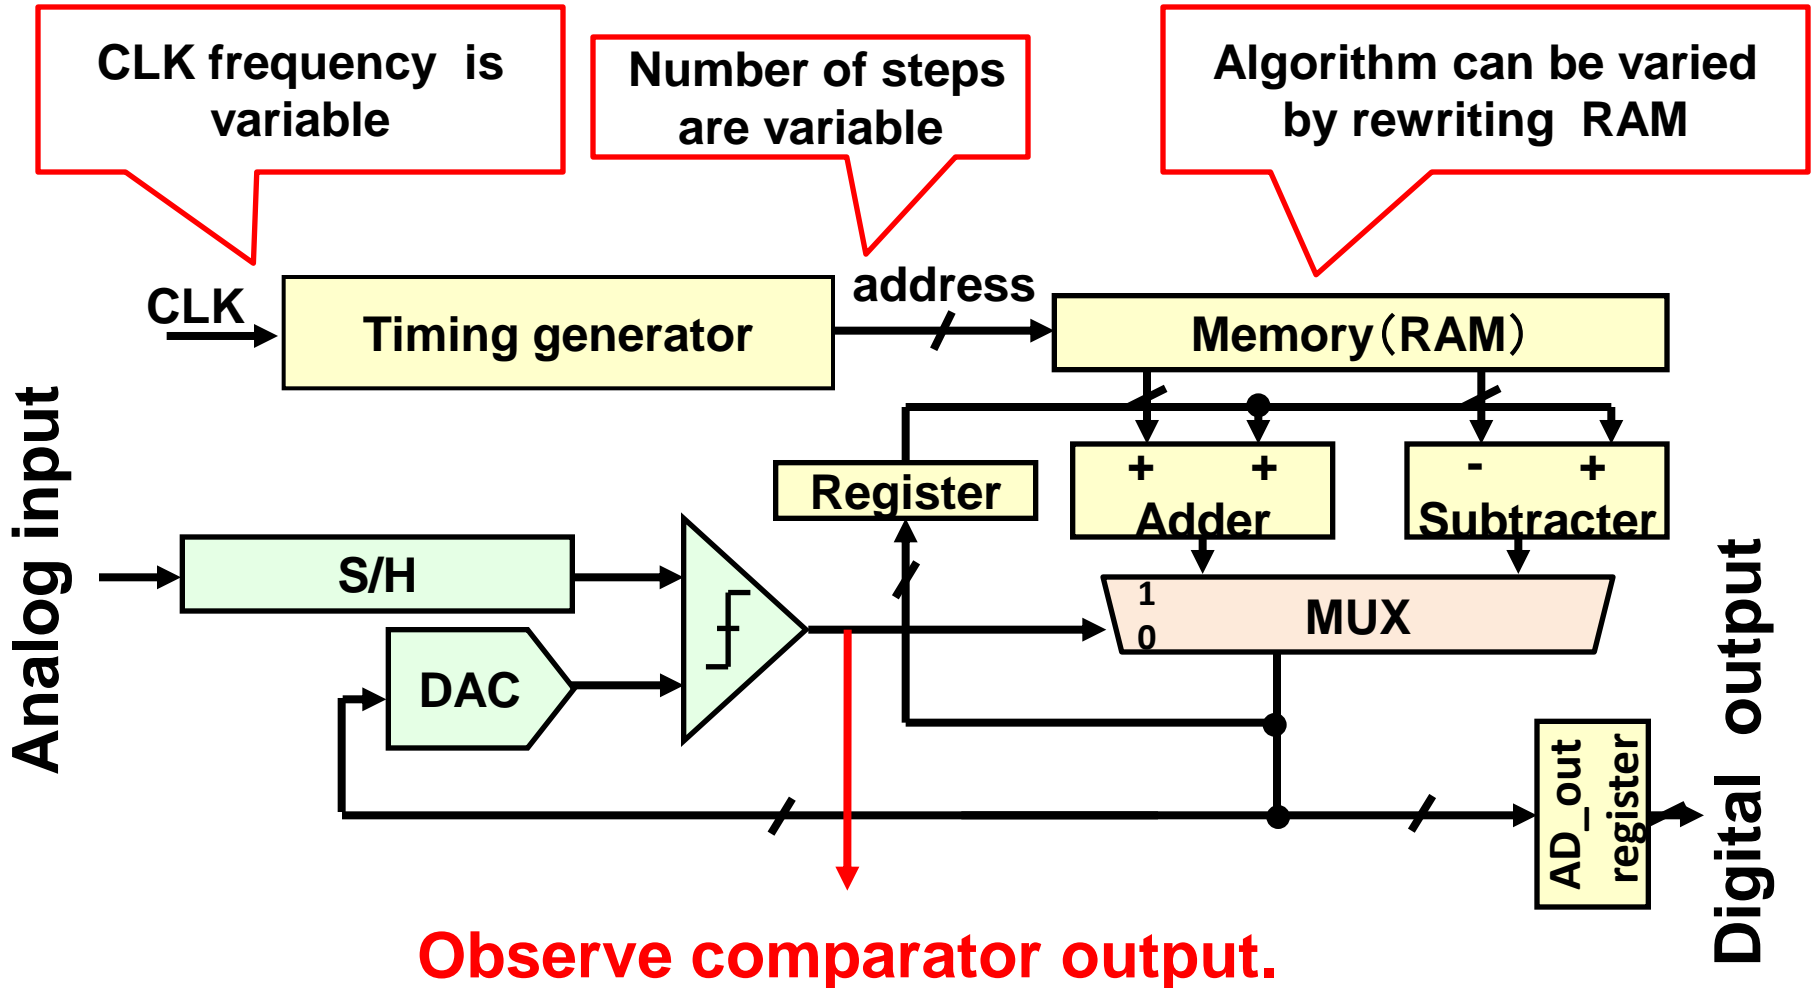 CLK frequency is
variable
Number of steps
are variable
Algorithm can be varied
by rewriting RAM
CLK
Timing generator
address
Memory（RAM）
+ +
Adder
- +
Subtracter
Register
Analog input
S/H
DAC
1
0
MUX
AD_out
register
Digital output
Observe comparator output.